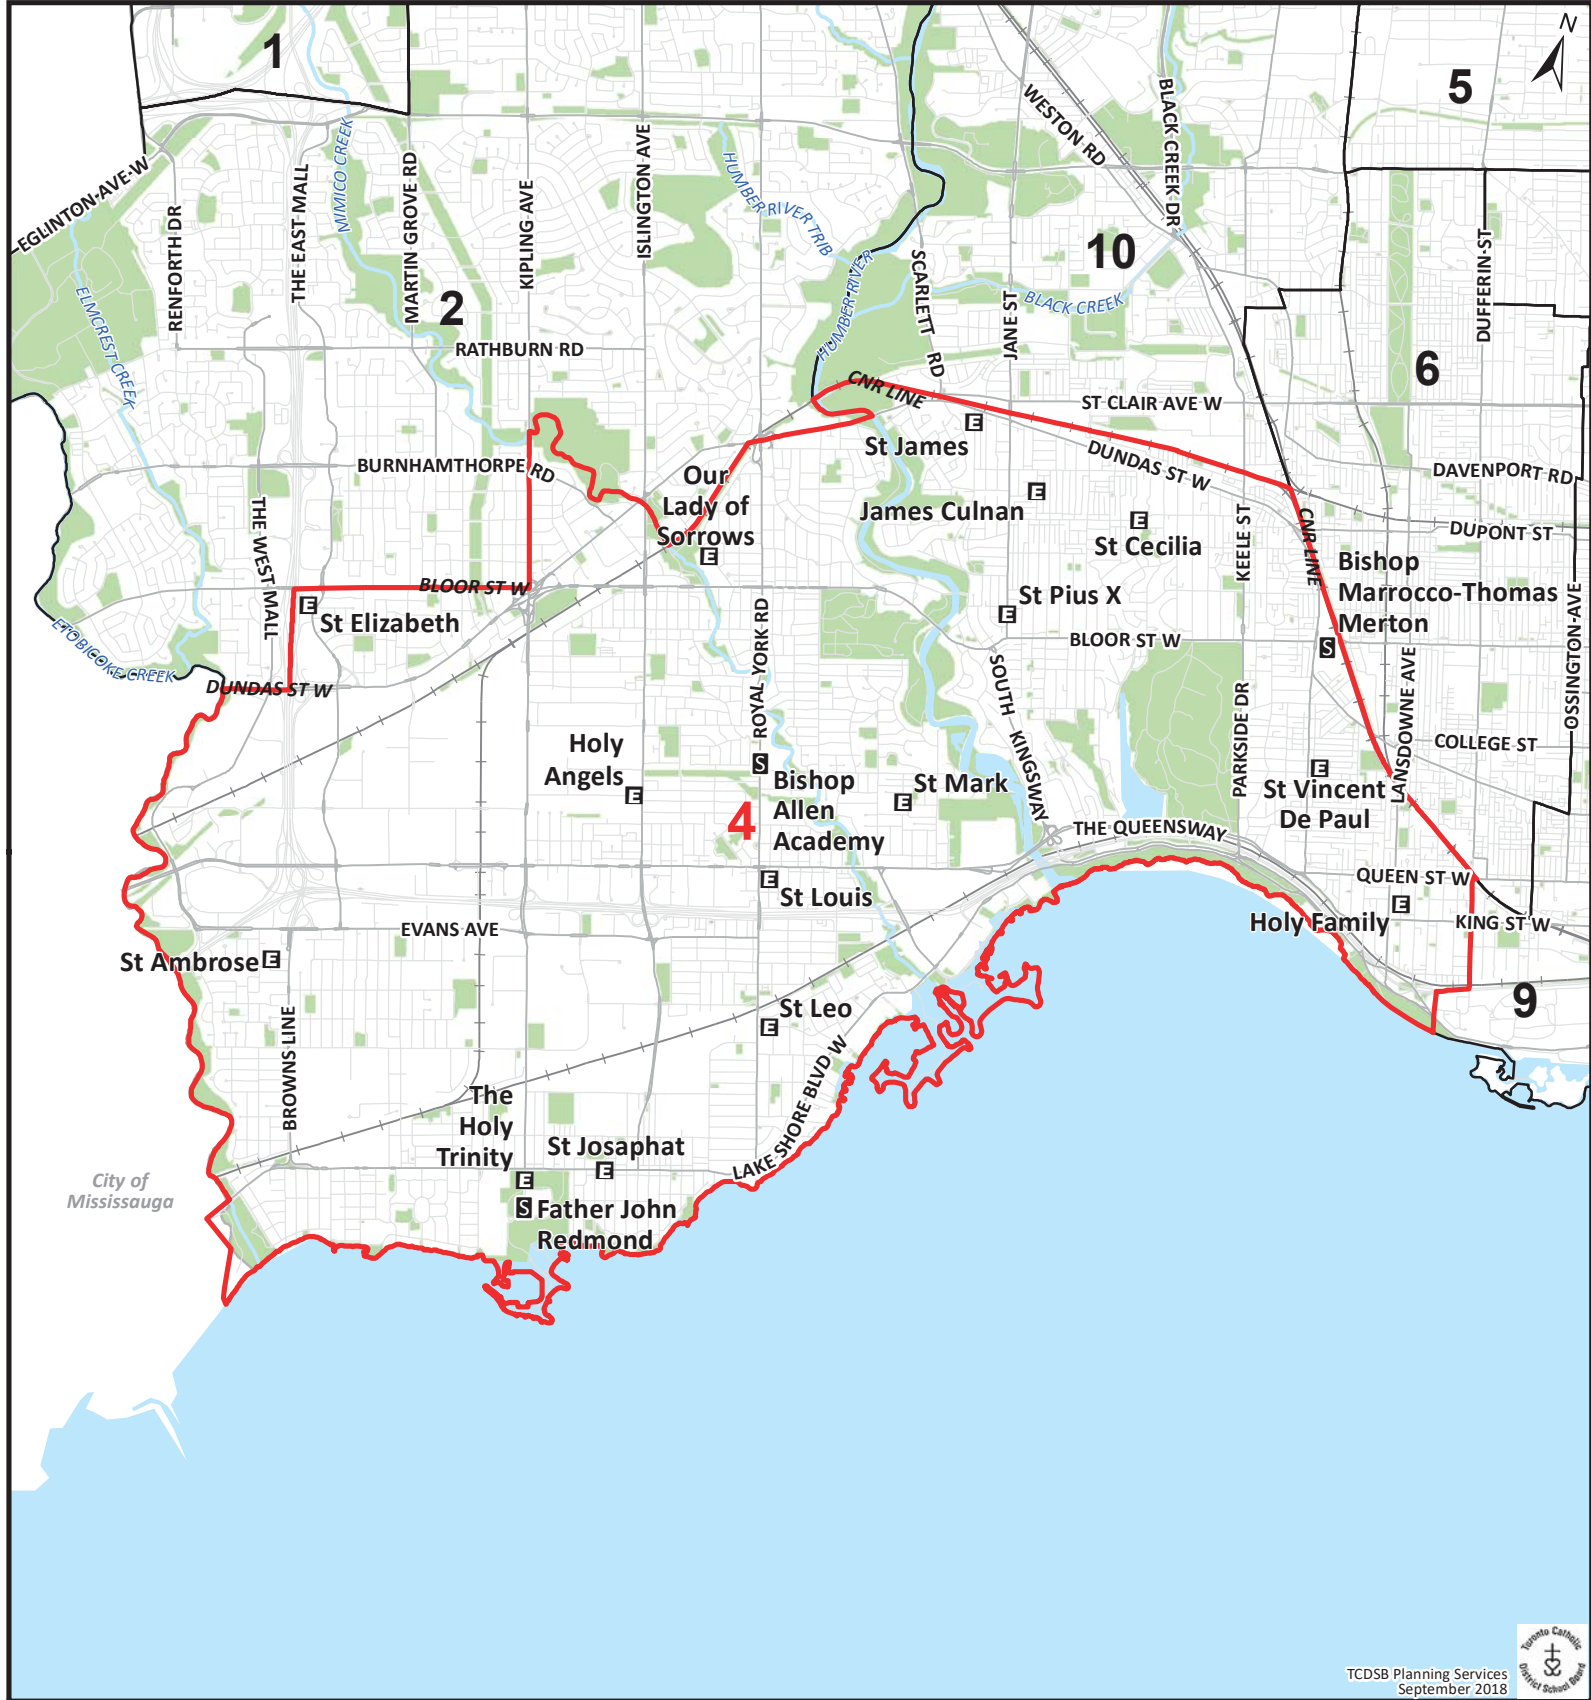 1
N
5
WESTON RD
BLACK CREEK DR
EGLINTON-AVE-W
RENFORTH DR
THE EAST MALL
MIMICO CREEK
MARTIN GROVE RD
KIPLING AVE
ISLINGTON AVE
HUMBER RIVER TRIB
HUMBER RIVER
SCARLETT RD
JANE ST
10
BLACK CREEK
DUFFERIN-ST
ELMCREST CREEK
2
RATHBURN RD
6
CNR LINE
ST CLAIR AVE W
St James
DUNDAS ST W
DAVENPORT RD
BURNHAMTHORPE RD
Our
Lady of
Sorrows
James Culnan
St Cecilia
KEELE ST
CNR LINE
DUPONT ST
THE WEST MALL
BLOOR ST W
St Elizabeth
St Pius X
BLOOR ST W
Bishop
Marrocco-Thomas
Merton
OSSINGTON-AVE
ETOBICOKE CREEK
DUNDAS ST W
ROYAL YORK RD
SOUTH KINGSWAY
PARKSIDE DR
LANSDOWNE AVE
COLLEGE ST
Holy
Angels
E
S
Bishop
Allen
Academy
4
St Mark
St Vincent
De Paul
THE QUEENSWAY
St Louis
QUEEN ST W
Holy Family
KING ST W
EVANS AVE
St Ambrose
9
St Leo
BROWNS LINE
LAKE SHORE BLVD W
The
Holy
Trinity
St Josaphat
Father John
Redmond
City of
Mississauga
TCDSB Planning Services
September 2018
Toronto Catholic
District School Board